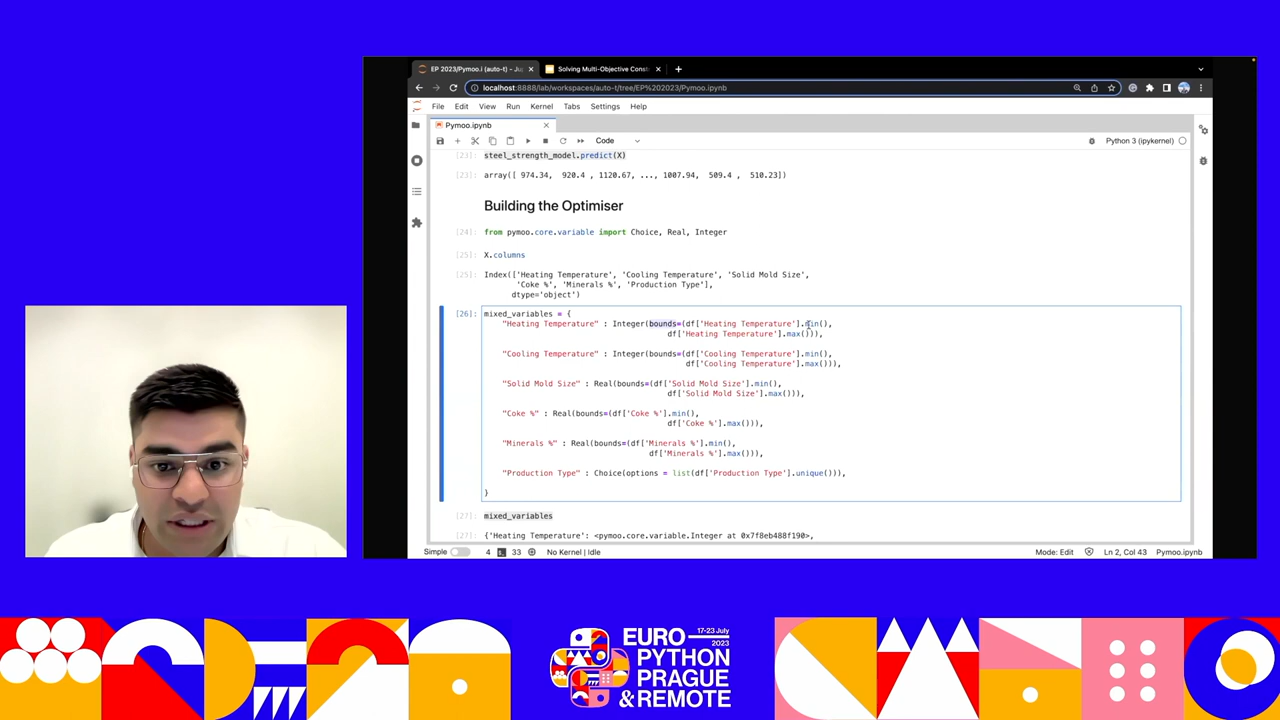 EP 2023/Pymoo.i (auto-t) – Ju
Solving Multi-Objective Const
localhost:8888/lab/workspaces/auto-t/tree/EP%202023/Pymoo.ipynb
File Edit View Run Kernel Tabs Settings Help
Pymoo.ipynb
Code
Python 3 (ipykernel)
[23] steel_strength_model.predict(X)
[23] array([ 974.34, 920.4 , 1120.67, ..., 1007.94, 509.4 , 510.23])
Building the Optimiser
[24] from pymoo.core.variable import Choice, Real, Integer
[25] X.columns
[25] Index(['Heating Temperature', 'Cooling Temperature', 'Solid Mold Size',
'Coke %', 'Minerals %', 'Production Type'],
dtype='object')
[26] mixed_variables = {
"Heating Temperature" : Integer(bounds=(df['Heating Temperature'].min(),
df['Heating Temperature'].max())),
"Cooling Temperature" : Integer(bounds=(df['Cooling Temperature'].min(),
df['Cooling Temperature'].max())),
"Solid Mold Size" : Real(bounds=(df['Solid Mold Size'].min(),
df['Solid Mold Size'].max())),
"Coke %" : Real(bounds=(df['Coke %'].min(),
df['Coke %'].max())),
"Minerals %" : Real(bounds=(df['Minerals %'].min(),
df['Minerals %'].max())),
"Production Type" : Choice(options = list(df['Production Type'].unique())),
}
[27] mixed_variables
[27] {'Heating Temperature': <pymoo.core.variable.Integer at 0x7f8eb488f190>,
Simple 4 33 No Kernel | Idle Mode: Edit Ln 2, Col 43 Pymoo.ipynb
17-23 July
2023
EURO
PYTHON
PRAGUE
& REMOTE